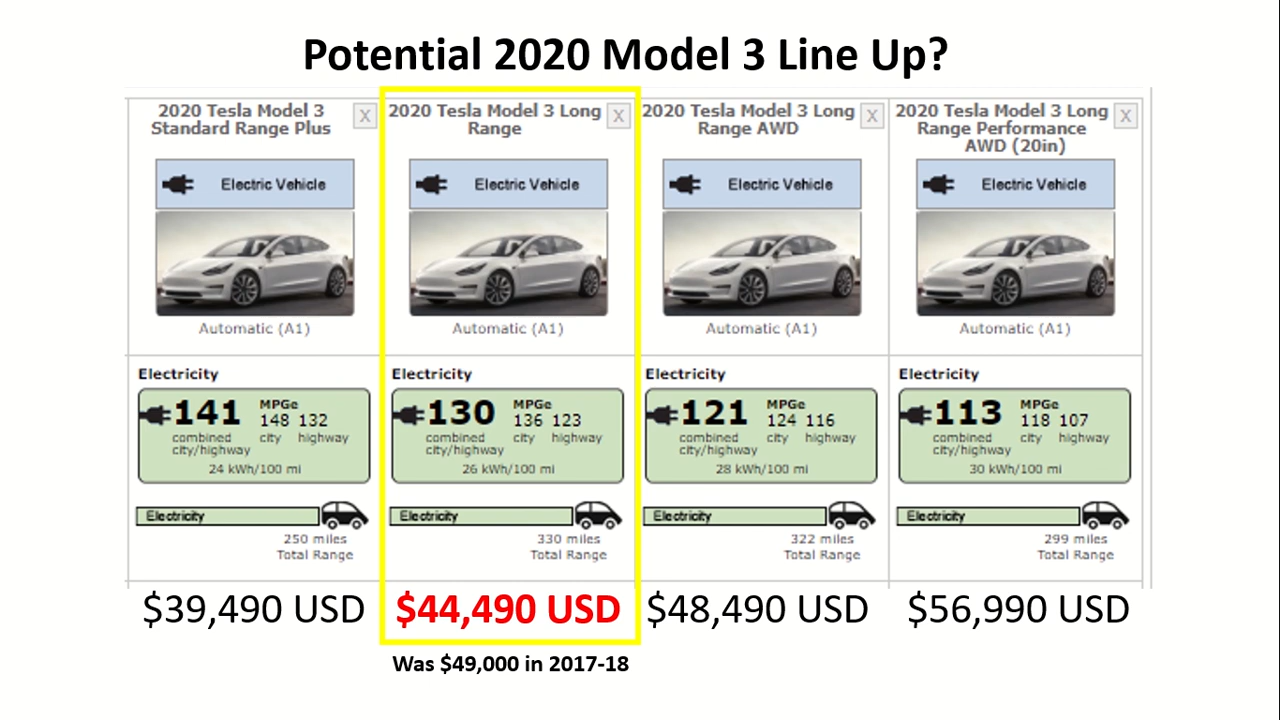 Potential 2020 Model 3 Line Up?
2020 Tesla Model 3
Standard Range Plus
X
Electric Vehicle
Automatic (A1)
Electricity
141
MPGe
148 132
combined
city/highway
city highway
24 kWh/100 mi
Electricity
250 miles
Total Range
$39,490 USD
2020 Tesla Model 3 Long
Range
X
Electric Vehicle
Automatic (A1)
Electricity
130
MPGe
136 123
combined
city/highway
city highway
26 kWh/100 mi
Electricity
330 miles
Total Range
$44,490 USD
Was $49,000 in 2017-18
2020 Tesla Model 3 Long
Range AWD
X
Electric Vehicle
Automatic (A1)
Electricity
121
MPGe
124 116
combined
city/highway
city highway
28 kWh/100 mi
Electricity
322 miles
Total Range
$48,490 USD
2020 Tesla Model 3 Long
Range Performance
AWD (20in)
X
Electric Vehicle
Automatic (A1)
Electricity
113
MPGe
118 107
combined
city/highway
city highway
30 kWh/100 mi
Electricity
299 miles
Total Range
$56,990 USD